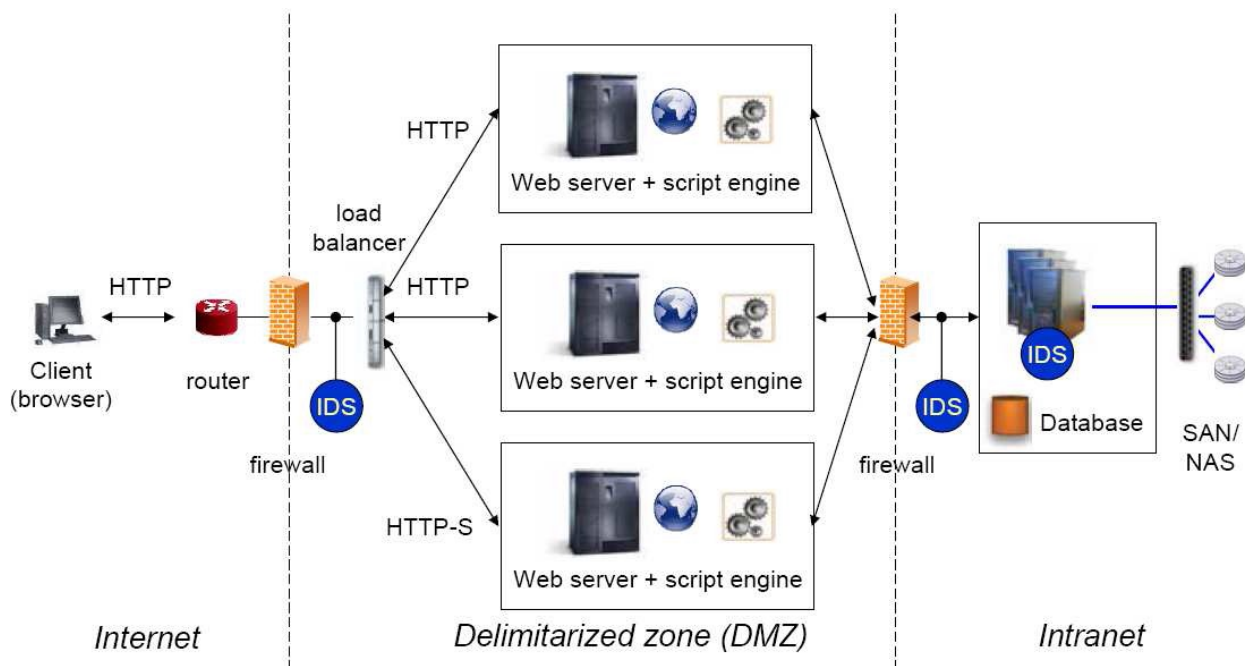 HTTP
Web server + script engine
load
balancer
HTTP
HTTP
Client
(browser)
router
IDS
firewall
Web server + script engine
HTTP-S
Web server + script engine
firewall
IDS
IDS
Database
SAN/
NAS
Internet
Delimitarized zone (DMZ)
Intranet